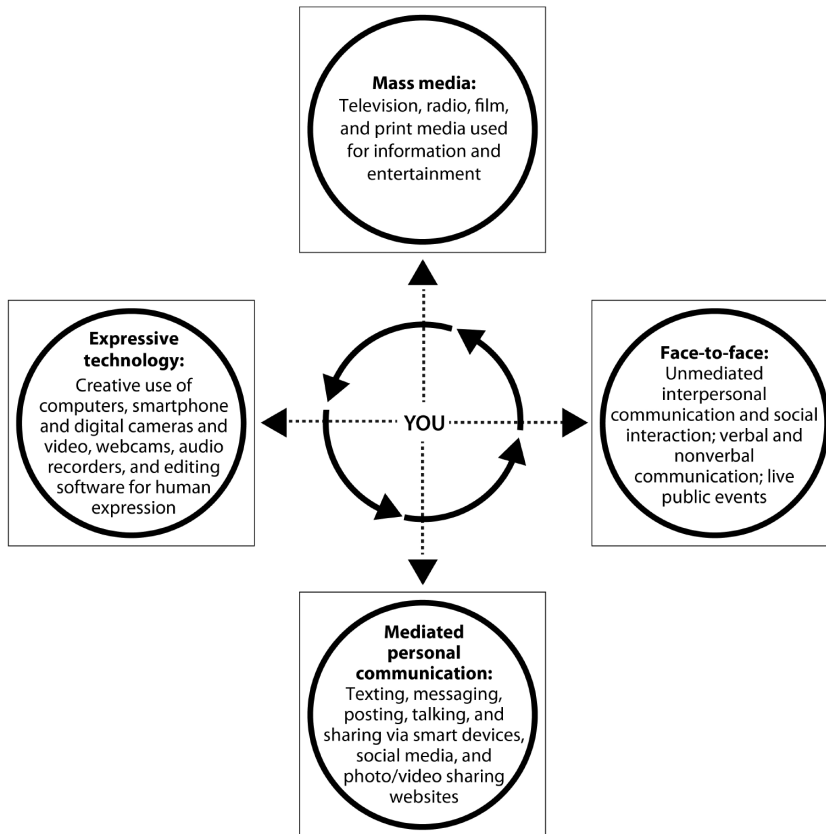 Mass media:
Television, radio, film,
and print media used
for information and
entertainment
Expressive
technology:
Creative use of
computers, smartphone
and digital cameras and
video, webcams, audio
recorders, and editing
software for human
expression
YOU
Face-to-face:
Unmediated
interpersonal
communication and social
interaction; verbal and
nonverbal
communication; live
public events
Mediated
personal
communication:
Texting, messaging,
posting, talking, and
sharing via smart devices,
social media, and
photo/video sharing
websites